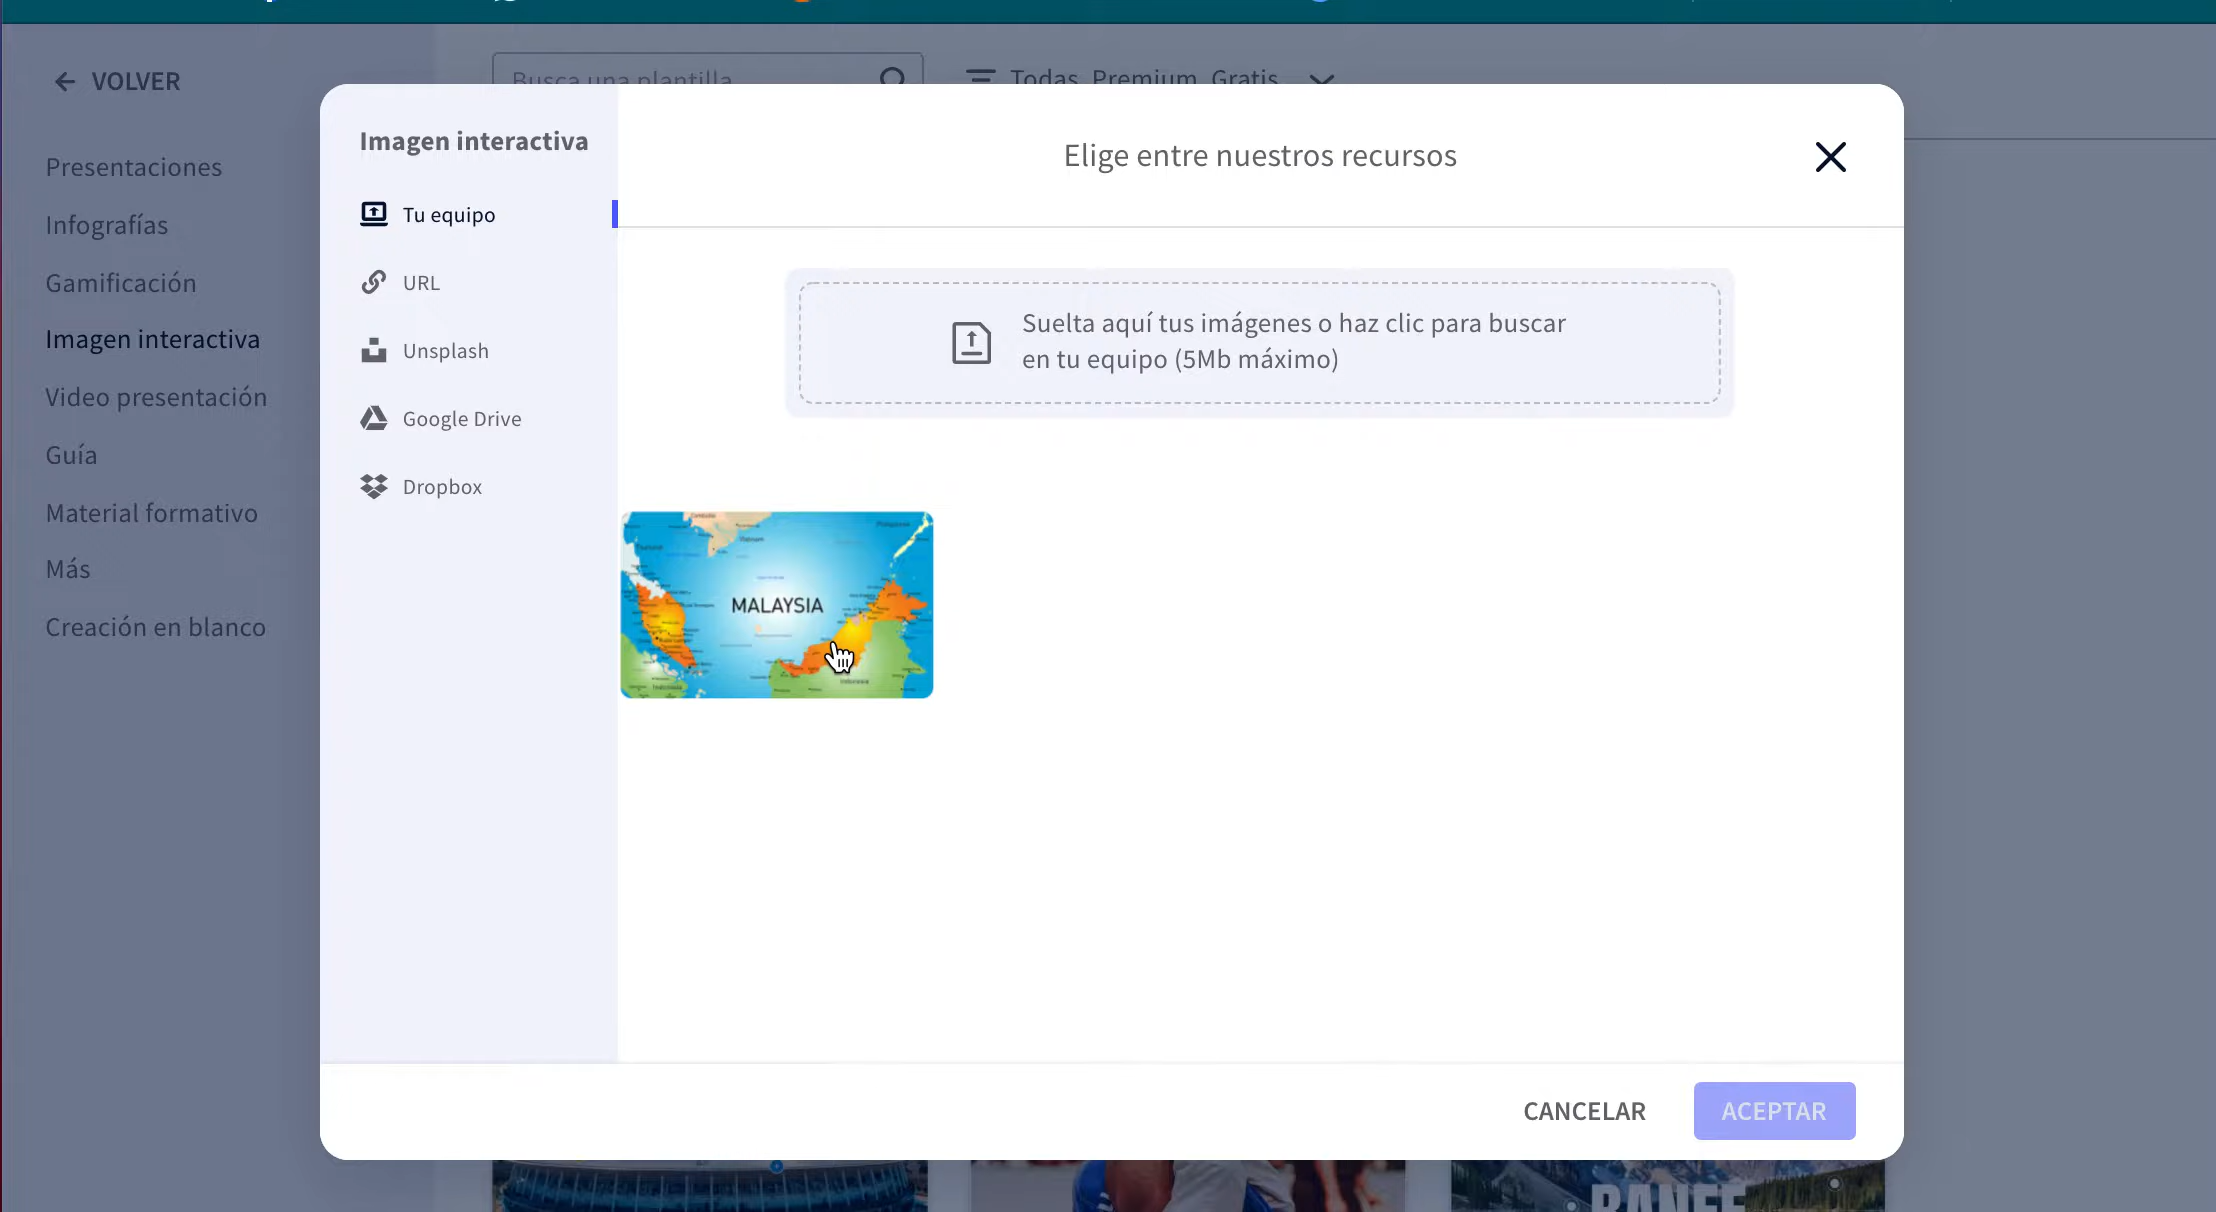 VOLVER
Busca una plantilla
Todas, Premium, Gratis
Presentaciones
Infografías
Gamificación
Imagen interactiva
Video presentación
Guía
Material formativo
Más
Creación en blanco
Imagen interactiva
Tu equipo
URL
Unsplash
Google Drive
Dropbox
Elige entre nuestros recursos
Suelta aquí tus imágenes o haz clic para buscar
en tu equipo (5Mb máximo)
MALAYSIA
CANCELAR
ACEPTAR